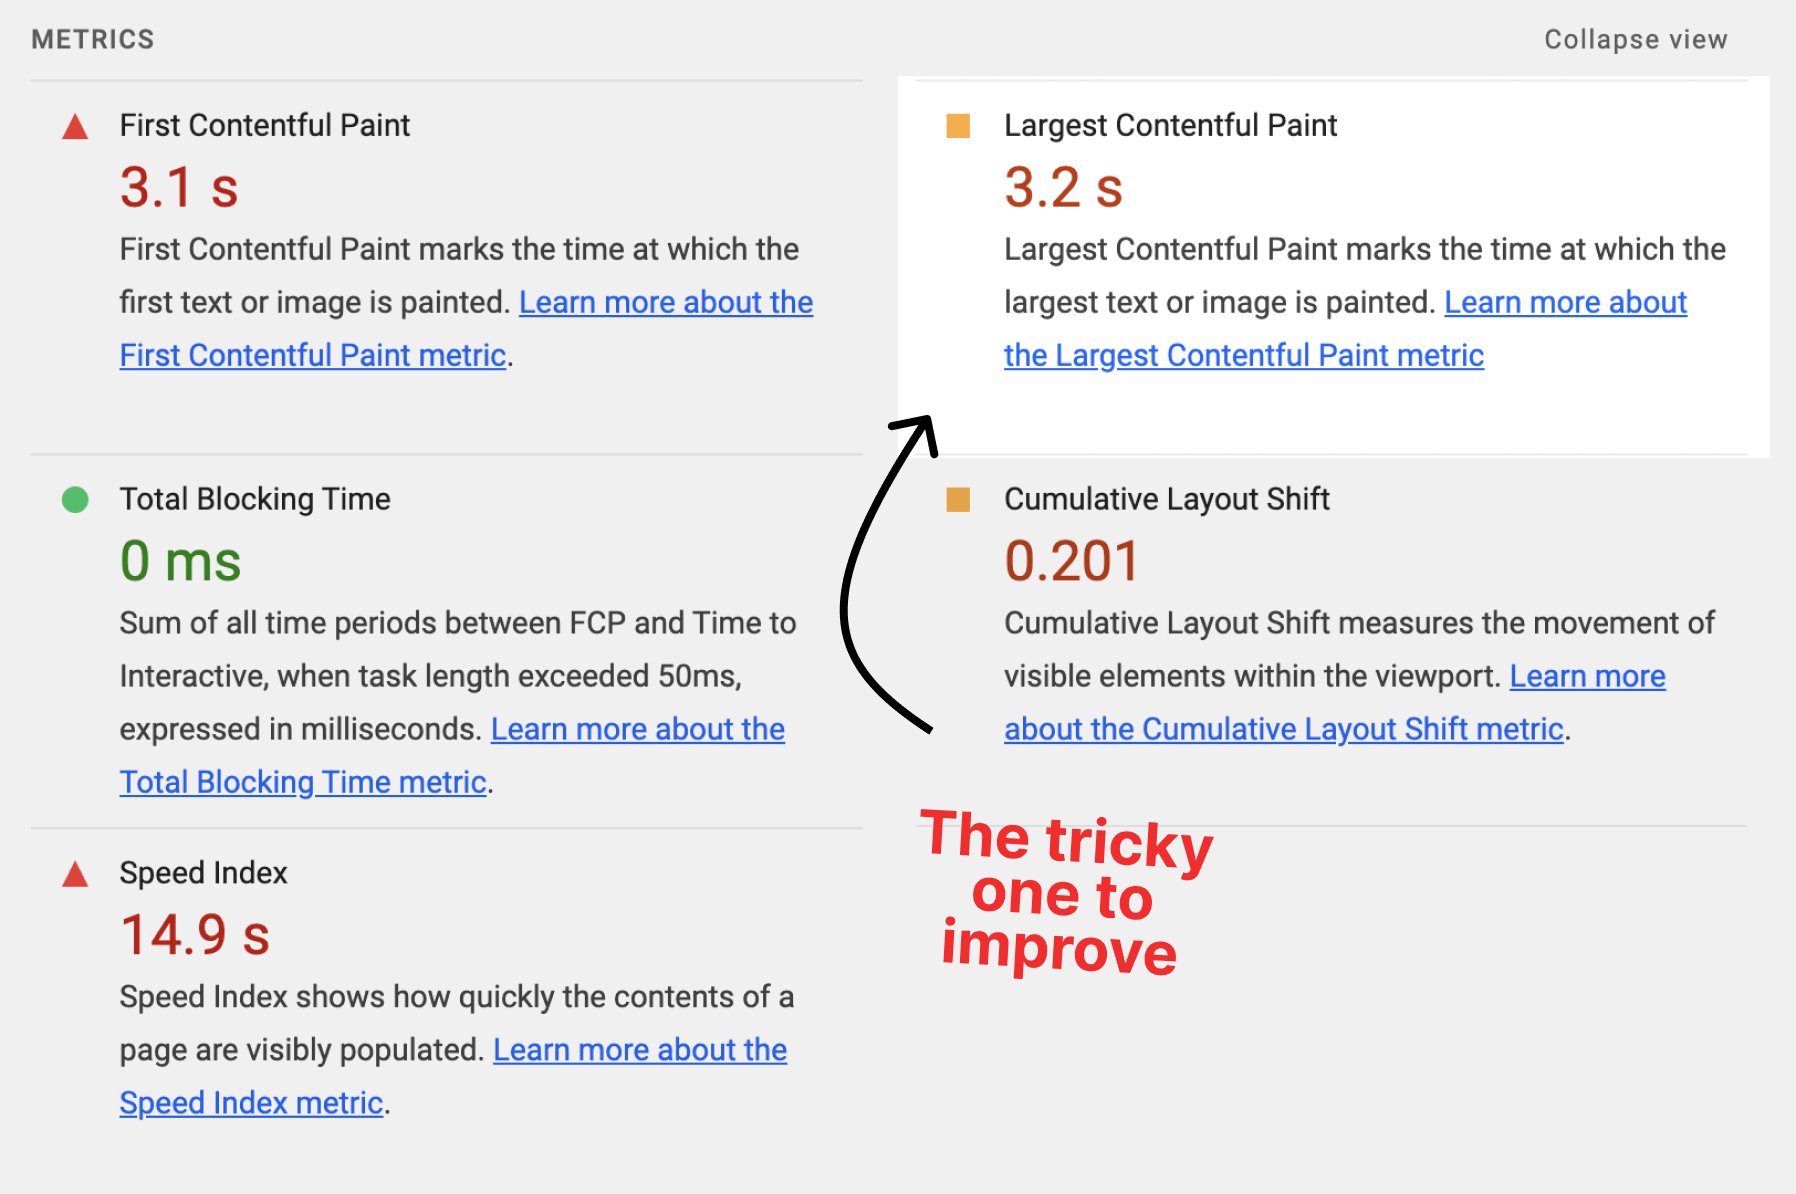 METRICS
Collapse view
First Contentful Paint
3.1 s
First Contentful Paint marks the time at which the
first text or image is painted. Learn more about the
First Contentful Paint metric.
Largest Contentful Paint
3.2 s
Largest Contentful Paint marks the time at which the
largest text or image is painted. Learn more about
the Largest Contentful Paint metric
Total Blocking Time
0 ms
Sum of all time periods between FCP and Time to
Interactive, when task length exceeded 50ms,
expressed in milliseconds. Learn more about the
Total Blocking Time metric.
Cumulative Layout Shift
0.201
Cumulative Layout Shift measures the movement of
visible elements within the viewport. Learn more
about the Cumulative Layout Shift metric.
Speed Index
14.9 s
Speed Index shows how quickly the contents of a
page are visibly populated. Learn more about the
Speed Index metric.
The tricky
one to
improve